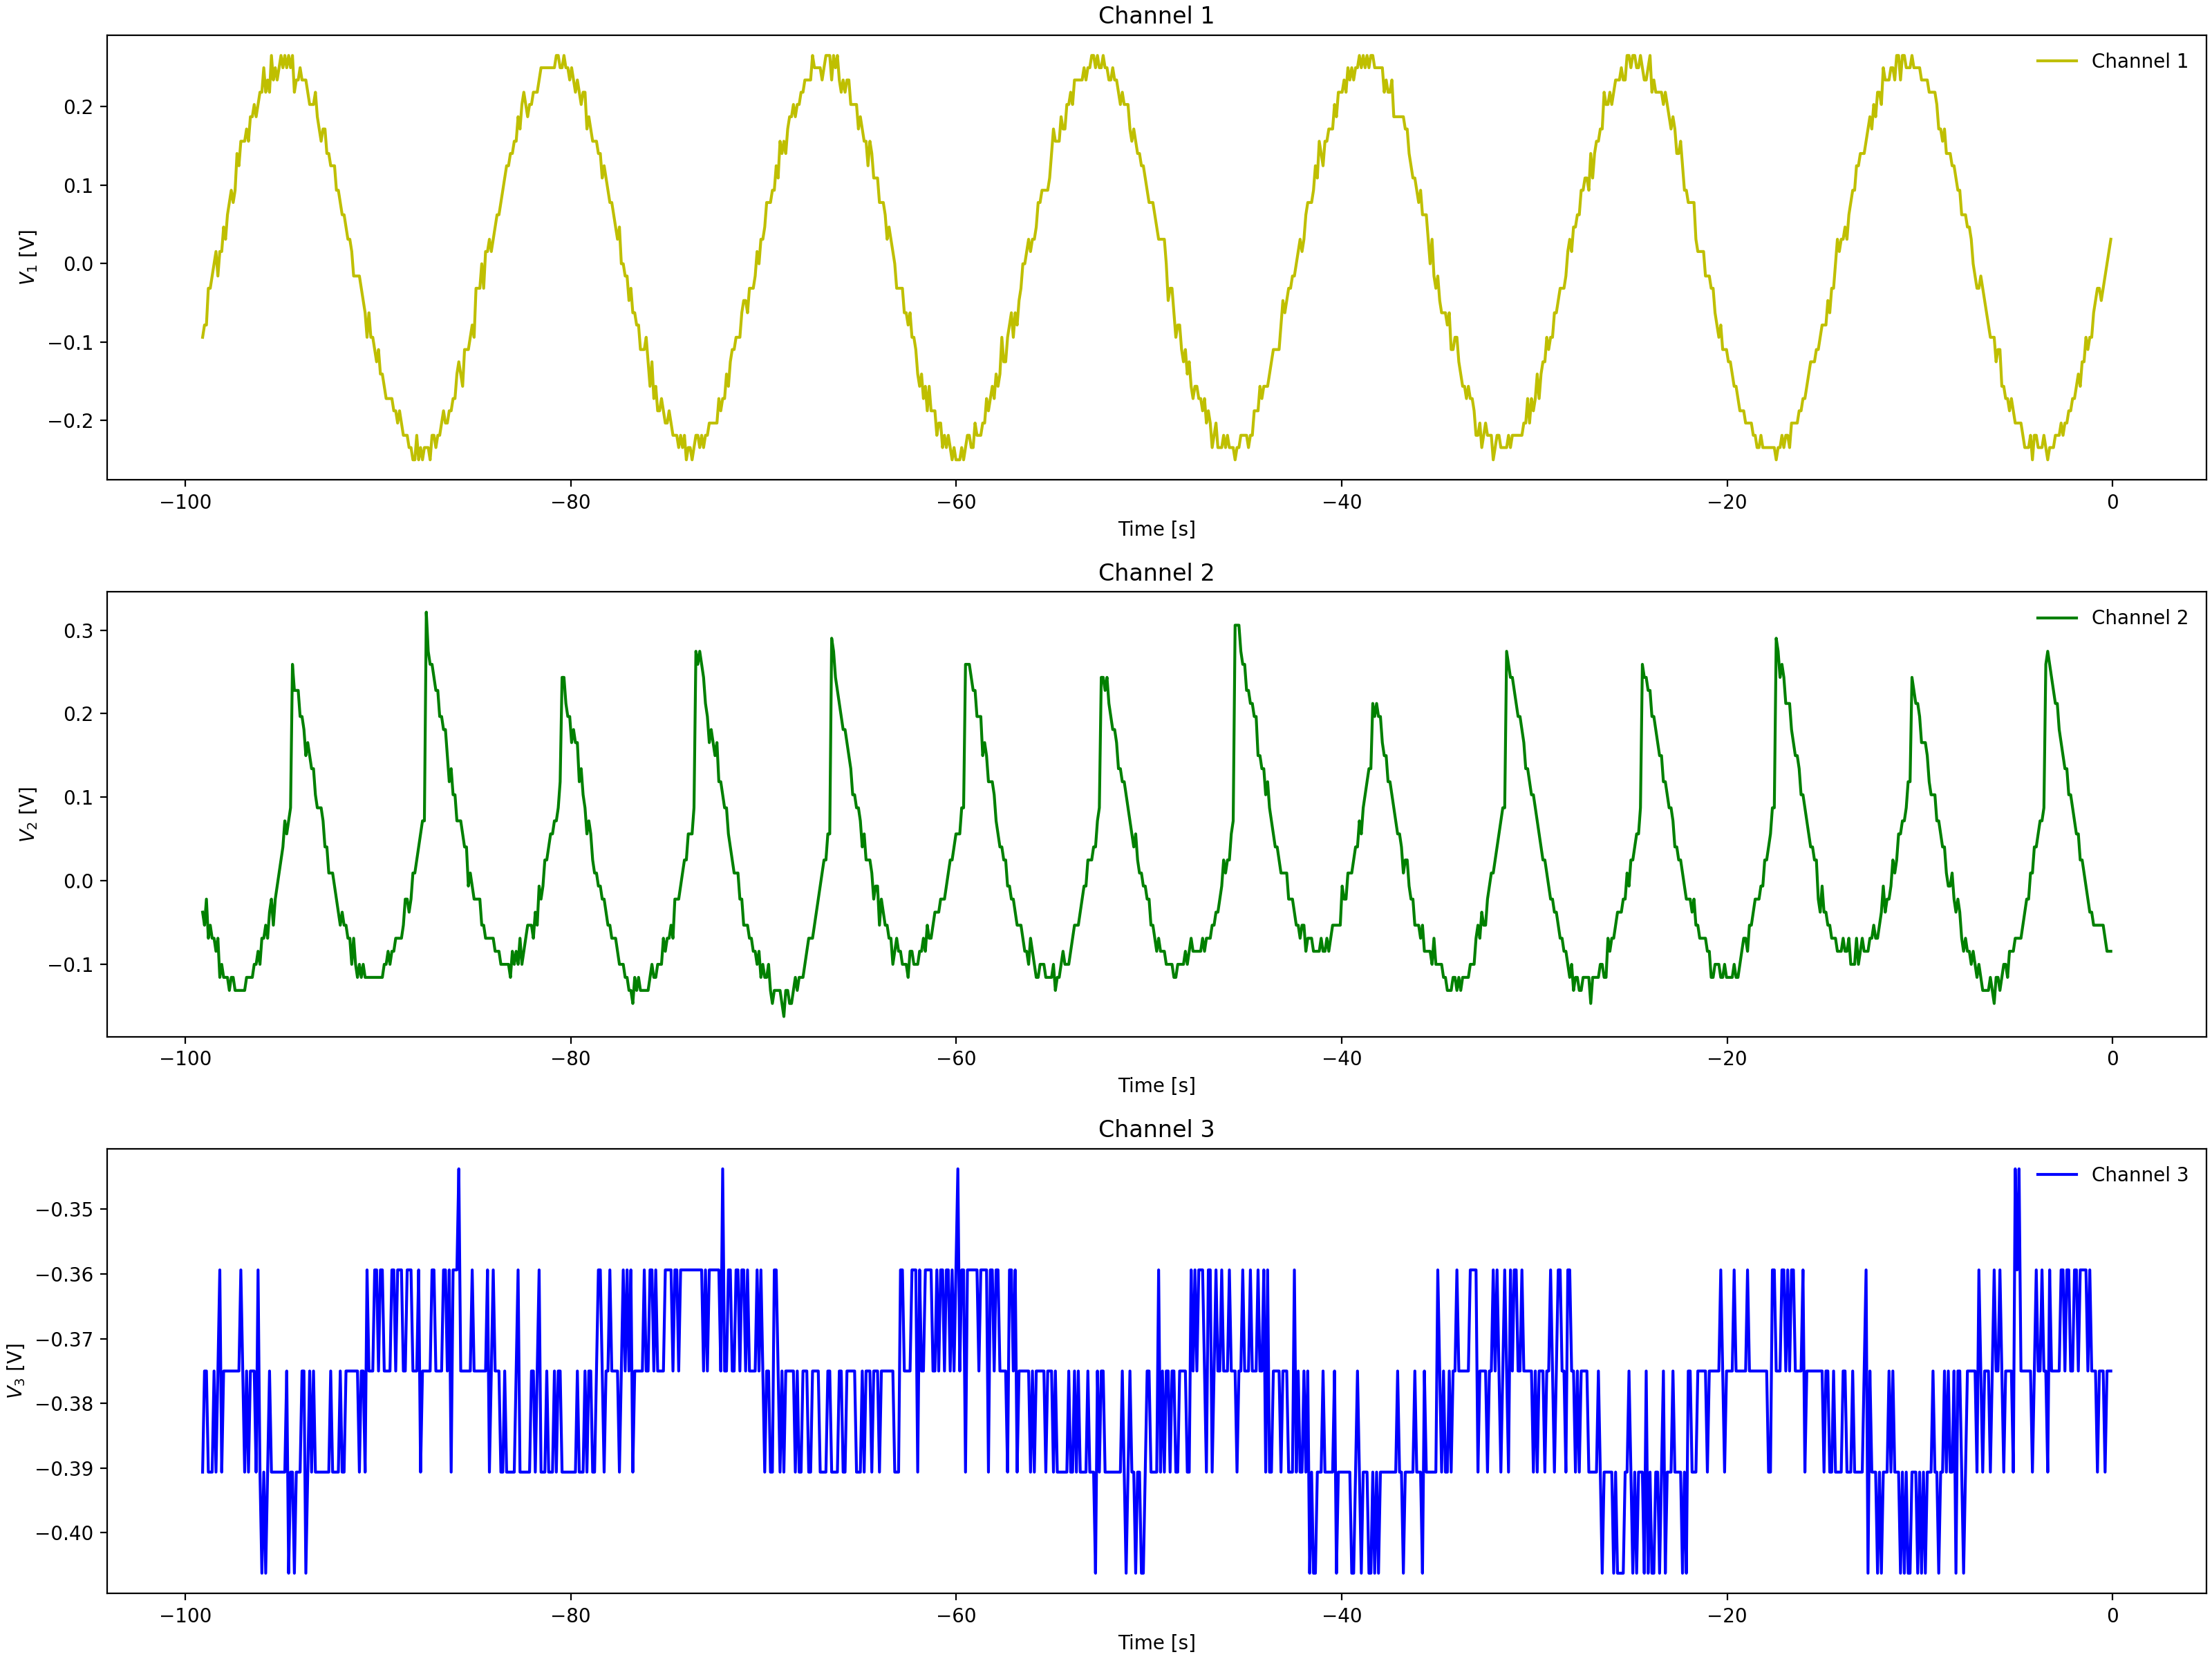 Channel 1
Channel 1
0.2
0.1
0.0
−0.1
−0.2
V1 [V]
−100 −80 −60 −40 −20 0
Time [s]
Channel 2
Channel 2
0.3
0.2
0.1
0.0
−0.1
V2 [V]
−100 −80 −60 −40 −20 0
Time [s]
Channel 3
Channel 3
−0.35
−0.36
−0.37
−0.38
−0.39
−0.40
V3 [V]
−100 −80 −60 −40 −20 0
Time [s]